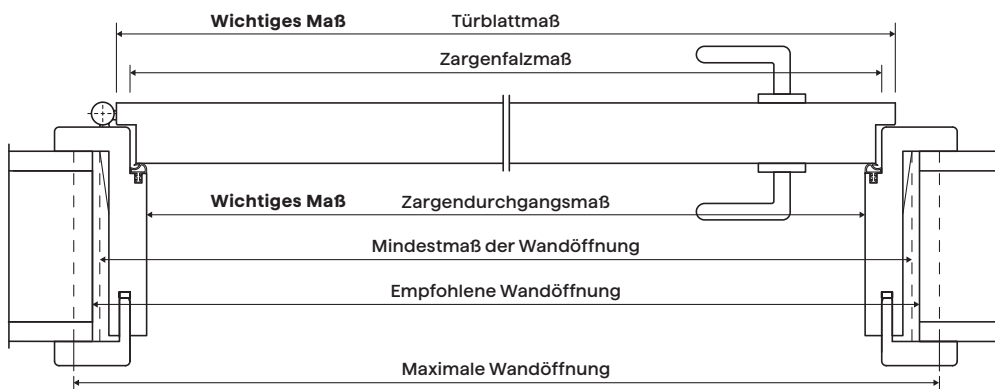 Wichtiges Maß Türblattmaß
Zargenfalzmaß
Wichtiges Maß Zargendurchgangsmaß
Mindestmaß der Wandöffnung
Empfohlene Wandöffnung
Maximale Wandöffnung